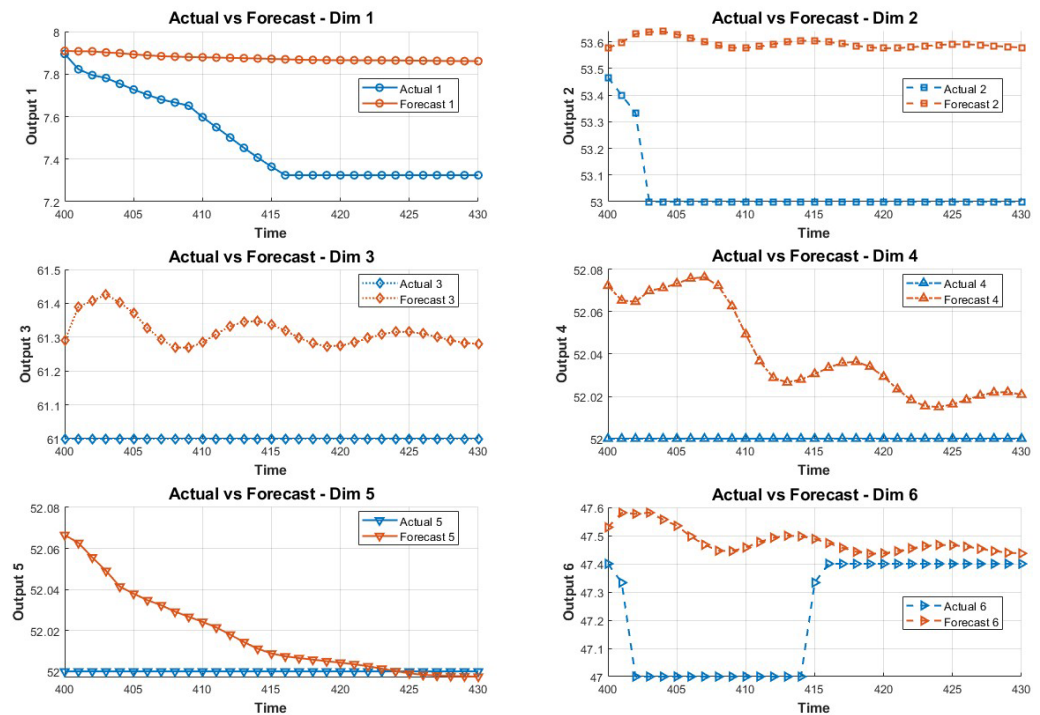 Actual vs Forecast - Dim 1
8
7.8
7.6
7.4
7.2
Output 1
Actual 1
Forecast 1
400 405 410 415 420 425 430
Time
Actual vs Forecast - Dim 2
53.6
53.5
53.4
53.3
53.2
53.1
53
Output 2
Actual 2
Forecast 2
400 405 410 415 420 425 430
Time
Actual vs Forecast - Dim 3
61.5
61.4
61.3
61.2
61.1
61
Output 3
Actual 3
Forecast 3
400 405 410 415 420 425 430
Time
Actual vs Forecast - Dim 4
52.08
52.06
52.04
52.02
52
Output 4
Actual 4
Forecast 4
400 405 410 415 420 425 430
Time
Actual vs Forecast - Dim 5
52.08
52.06
52.04
52.02
52
Output 5
Actual 5
Forecast 5
400 405 410 415 420 425 430
Time
Actual vs Forecast - Dim 6
47.6
47.5
47.4
47.3
47.2
47.1
47
Output 6
Actual 6
Forecast 6
400 405 410 415 420 425 430
Time